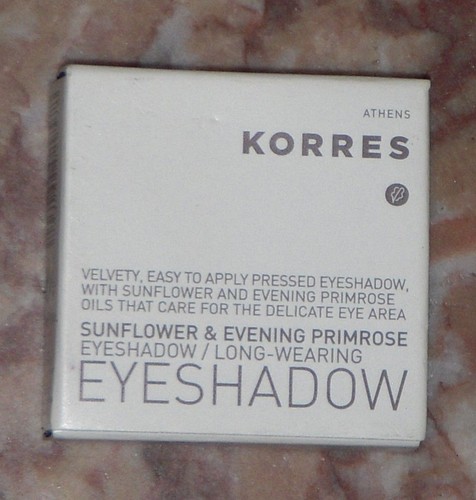 ATHENS
KORRES
VELVETY, EASY TO APPLY PRESSED EYESHADOW,
WITH SUNFLOWER AND EVENING PRIMROSE
OILS THAT CARE FOR THE DELICATE EYE AREA
SUNFLOWER & EVENING PRIMROSE
EYESHADOW / LONG-WEARING
EYESHADOW